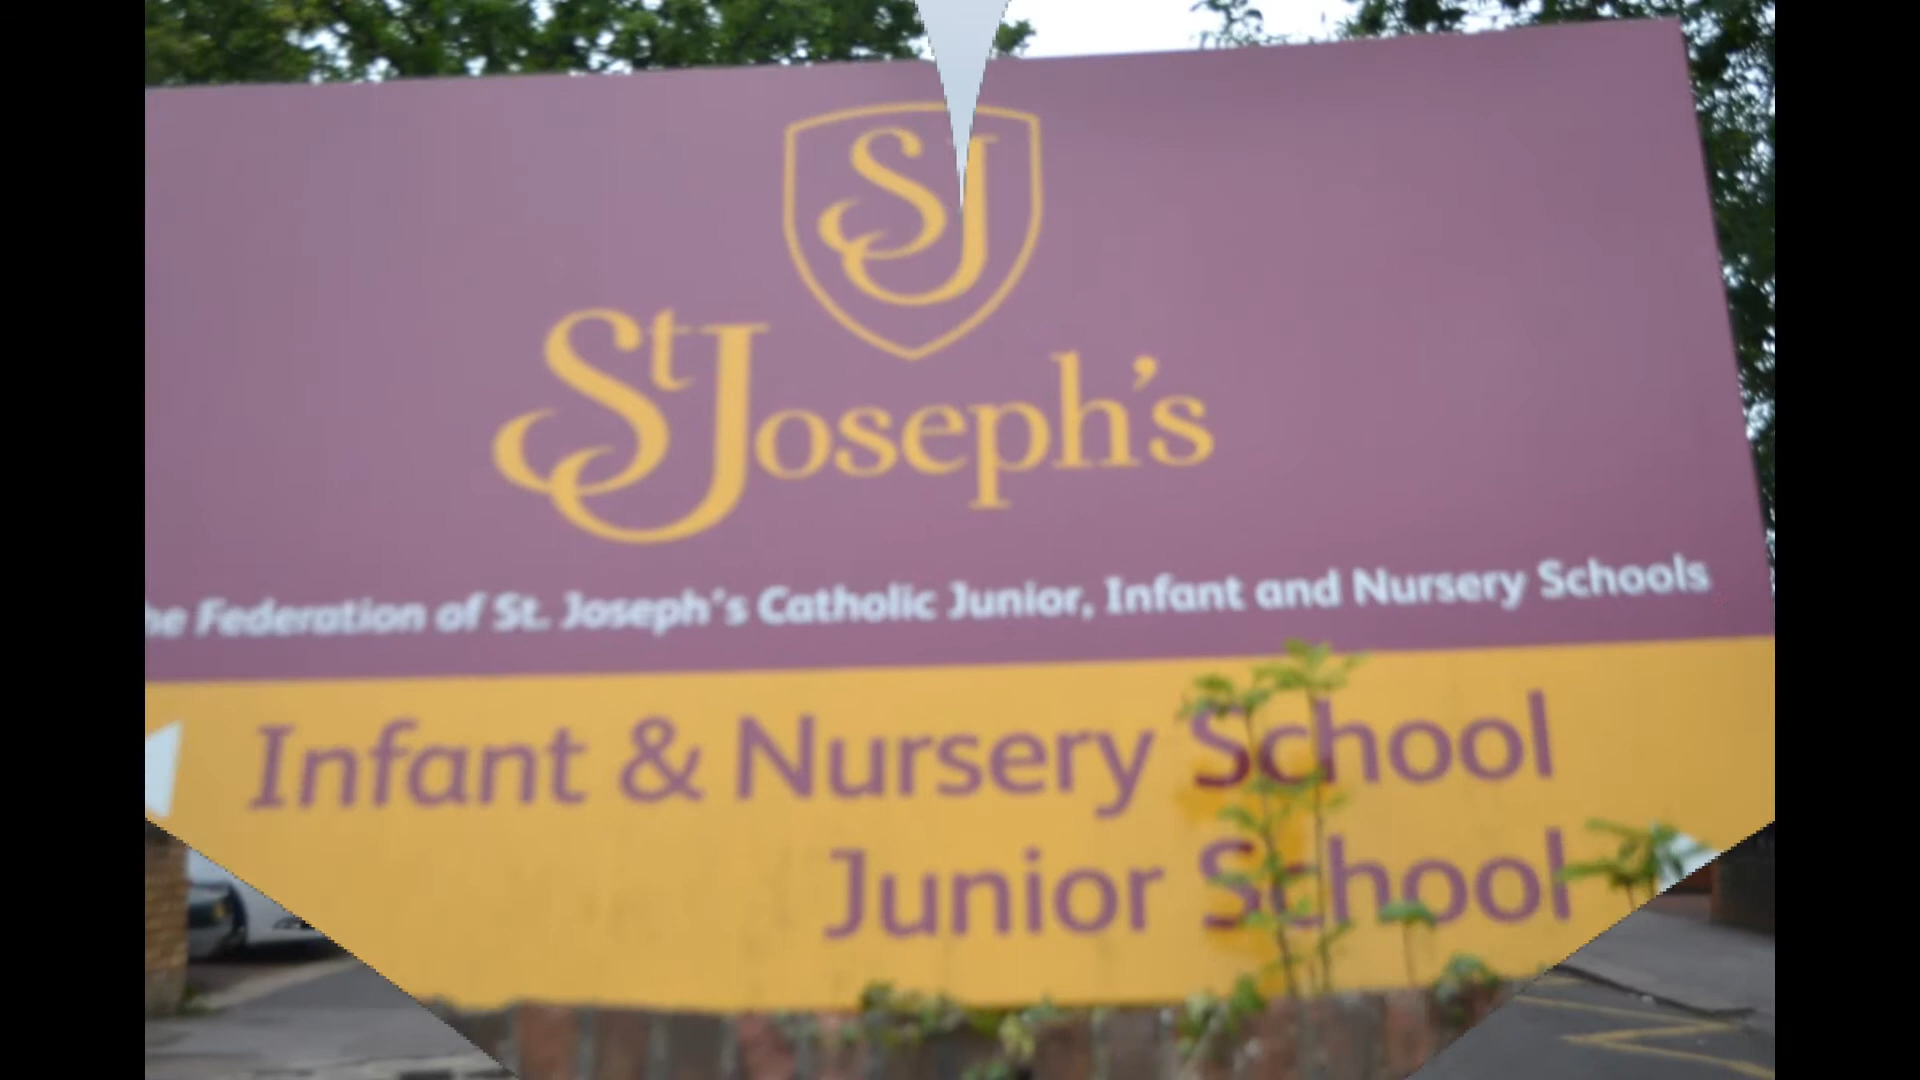 SJ
St Joseph's
he Federation of St. Joseph's Catholic Junior, Infant and Nursery Schools
Infant & Nursery School
Junior School